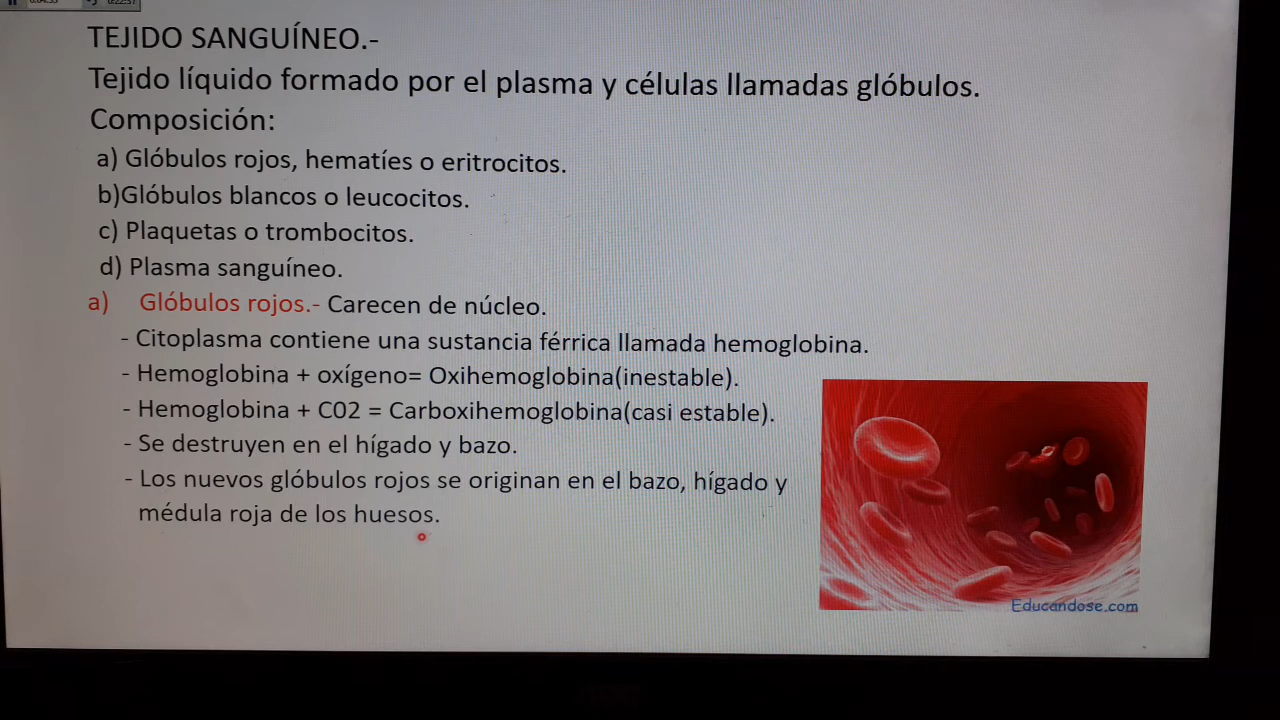 TEJIDO SANGUÍNEO.-
Tejido líquido formado por el plasma y células llamadas glóbulos.
Composición:
a) Glóbulos rojos, hematíes o eritrocitos.
b)Glóbulos blancos o leucocitos.
c) Plaquetas o trombocitos.
d) Plasma sanguíneo.
a) Glóbulos rojos.- Carecen de núcleo.
- Citoplasma contiene una sustancia férrica llamada hemoglobina.
- Hemoglobina + oxígeno= Oxihemoglobina(inestable).
- Hemoglobina + C02 = Carboxihemoglobina(casi estable).
- Se destruyen en el hígado y bazo.
- Los nuevos glóbulos rojos se originan en el bazo, hígado y
médula roja de los huesos.
Educandose.com